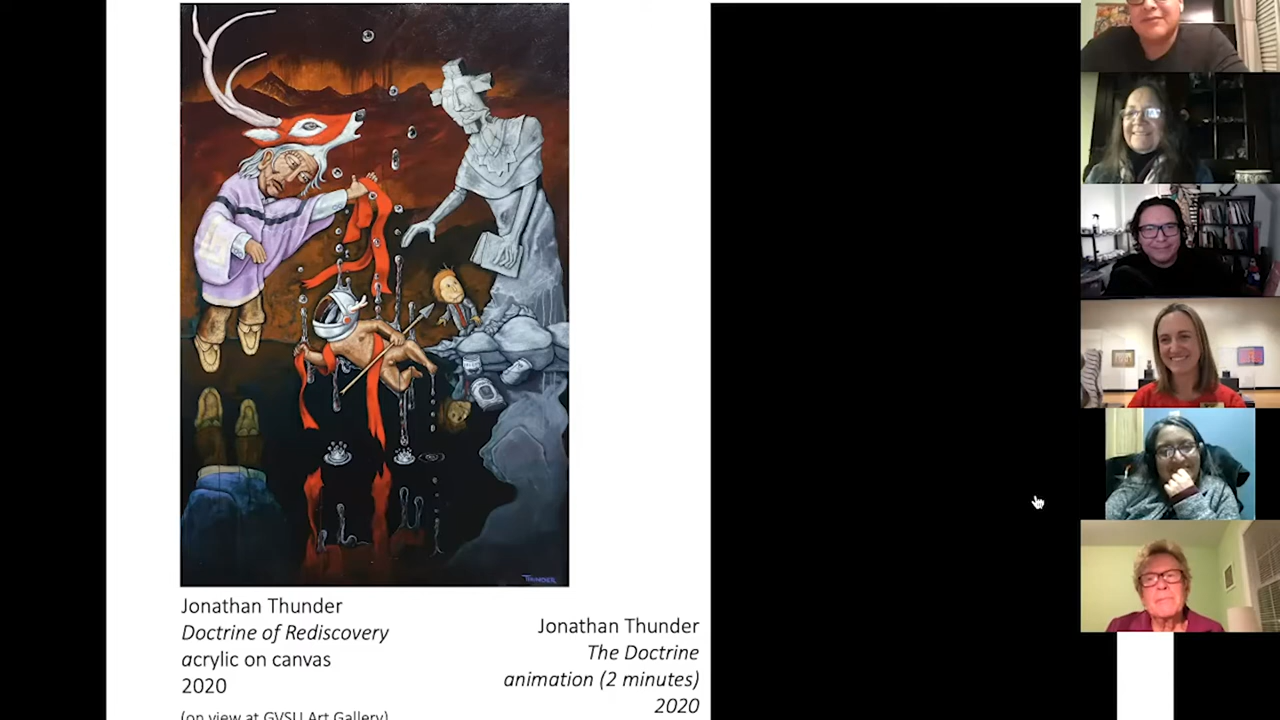 THUNDER
Jonathan Thunder
Doctrine of Rediscovery
acrylic on canvas
2020
(on view at GVSU Art Gallery)
Jonathan Thunder
The Doctrine
animation (2 minutes)
2020